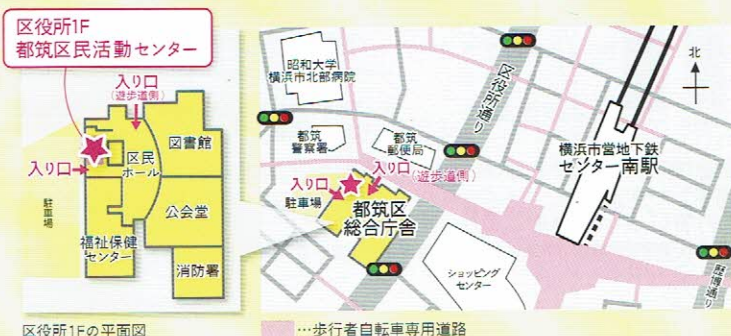 区役所1F
都筑区民活動センター
入り口
(遊歩道側)
図書館
区民
ホール
入り口
駐車場
公会堂
福祉保健
センター
消防署
区役所1Fの平面図
昭和大学
横浜市北部病院
区役所通り
北
都筑
警察署
都筑
郵便局
横浜市営地下鉄
センター南駅
入り口
入り口
(遊歩道側)
駐車場
都筑区
総合庁舎
ショッピング
センター
歴博通り
…歩行者自転車専用道路